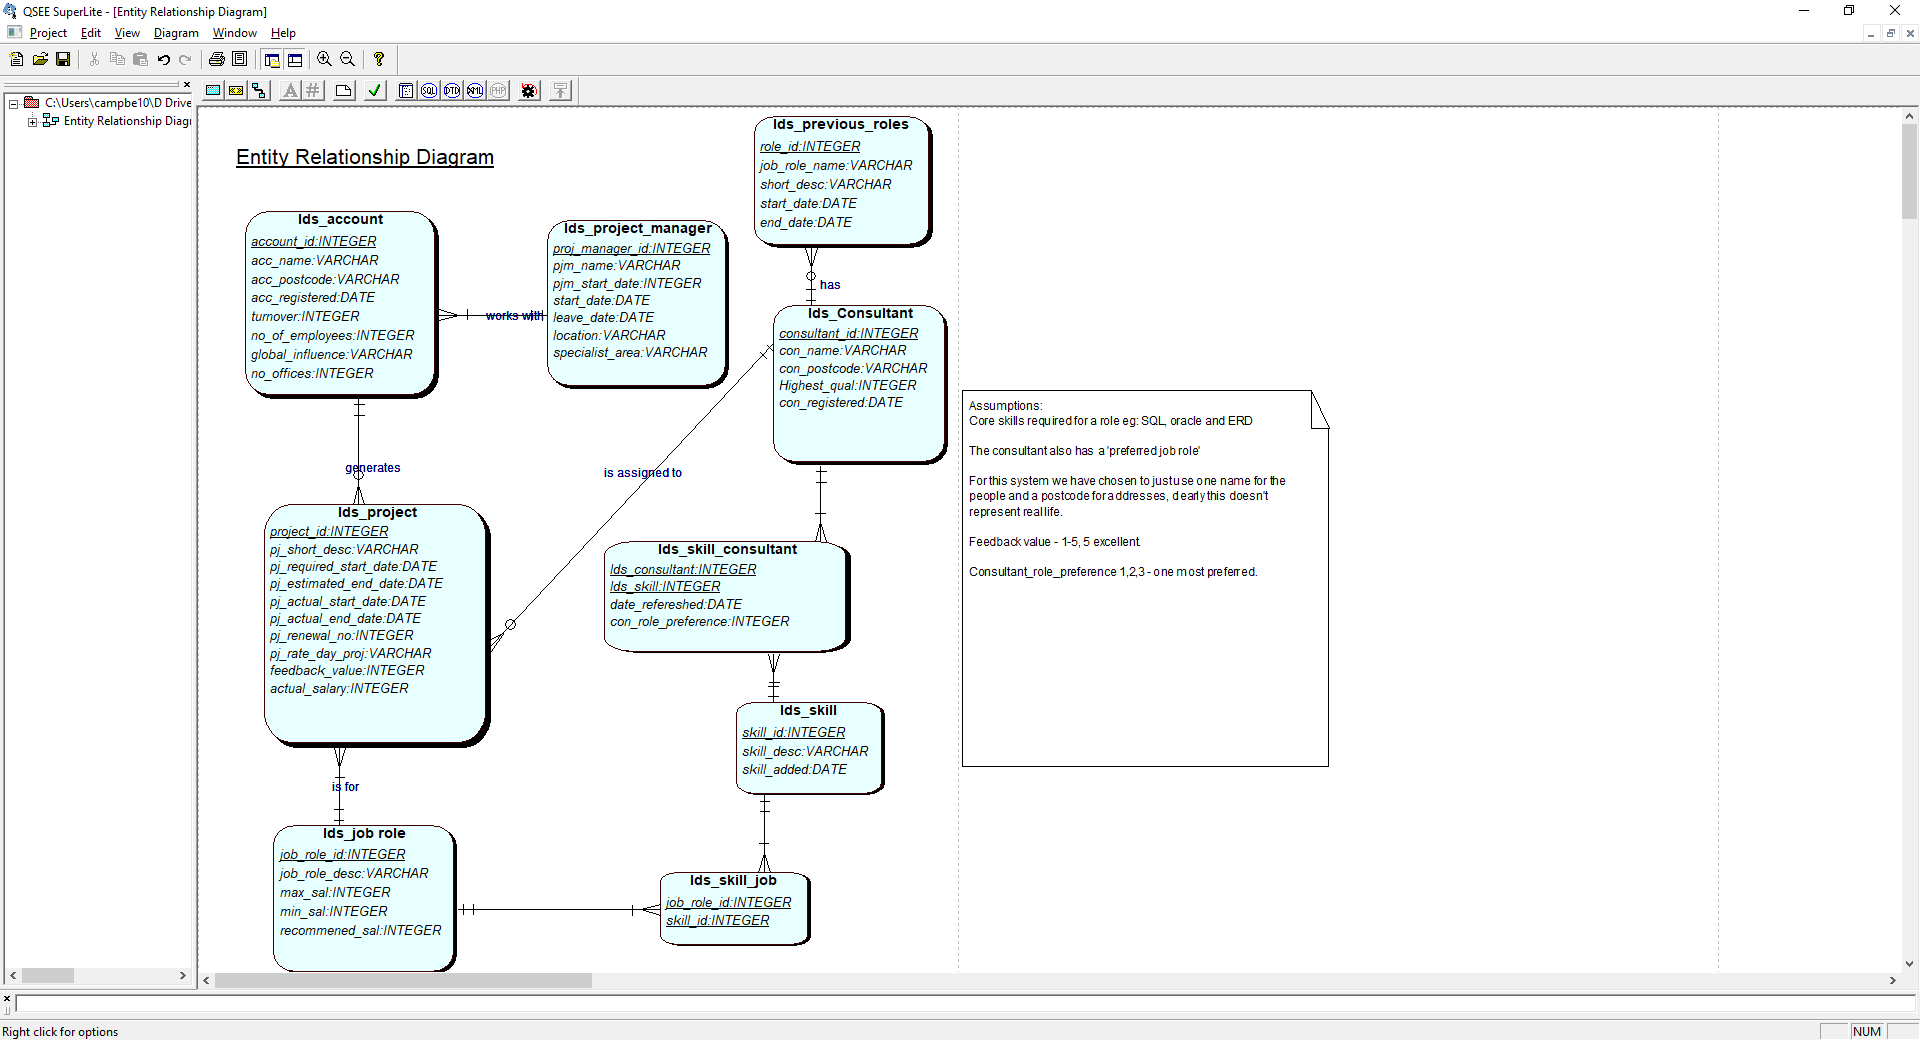 QSEE SuperLite - [Entity Relationship Diagram]
Project Edit View Diagram Window Help
C:\Users\campbe10\D Drive
Entity Relationship Diagr
SQL DTD XML PHP
Entity Relationship Diagram
lds_previous_roles
role_id:INTEGER
job_role_name:VARCHAR
short_desc:VARCHAR
start_date:DATE
end_date:DATE
lds_account
account_id:INTEGER
acc_name:VARCHAR
acc_postcode:VARCHAR
acc_registered:DATE
turnover:INTEGER
no_of_employees:INTEGER
global_influence:VARCHAR
no_offices:INTEGER
works with
lds_project_manager
proj_manager_id:INTEGER
pjm_name:VARCHAR
pjm_start_date:INTEGER
start_date:DATE
leave_date:DATE
location:VARCHAR
specialist_area:VARCHAR
has
lds_Consultant
consultant_id:INTEGER
con_name:VARCHAR
con_postcode:VARCHAR
Highest_qual:INTEGER
con_registered:DATE
Assumptions:
Core skills required for a role eg: SQL, oracle and ERD
The consultant also has a 'preferred job role'
For this system we have chosen to just use one name for the
people and a postcode for addresses, clearly this doesn't
represent real life.
Feedback value - 1-5, 5 excellent
Consultant_role_preference 1,2,3 - one most preferred.
generates
is assigned to
lds_project
project_id:INTEGER
pj_short_desc:VARCHAR
pj_required_start_date:DATE
pj_estimated_end_date:DATE
pj_actual_start_date:DATE
pj_actual_end_date:DATE
pj_renewal_no:INTEGER
pj_rate_day_proj:VARCHAR
feedback_value:INTEGER
actual_salary:INTEGER
lds_skill_consultant
lds_consultant:INTEGER
lds_skill:INTEGER
date_refereshed:DATE
con_role_preference:INTEGER
lds_skill
skill_id:INTEGER
skill_desc:VARCHAR
skill_added:DATE
is for
lds_job role
job_role_id:INTEGER
job_role_desc:VARCHAR
max_sal:INTEGER
min_sal:INTEGER
recommened_sal:INTEGER
lds_skill_job
job_role_id:INTEGER
skill_id:INTEGER
Right click for options
NUM